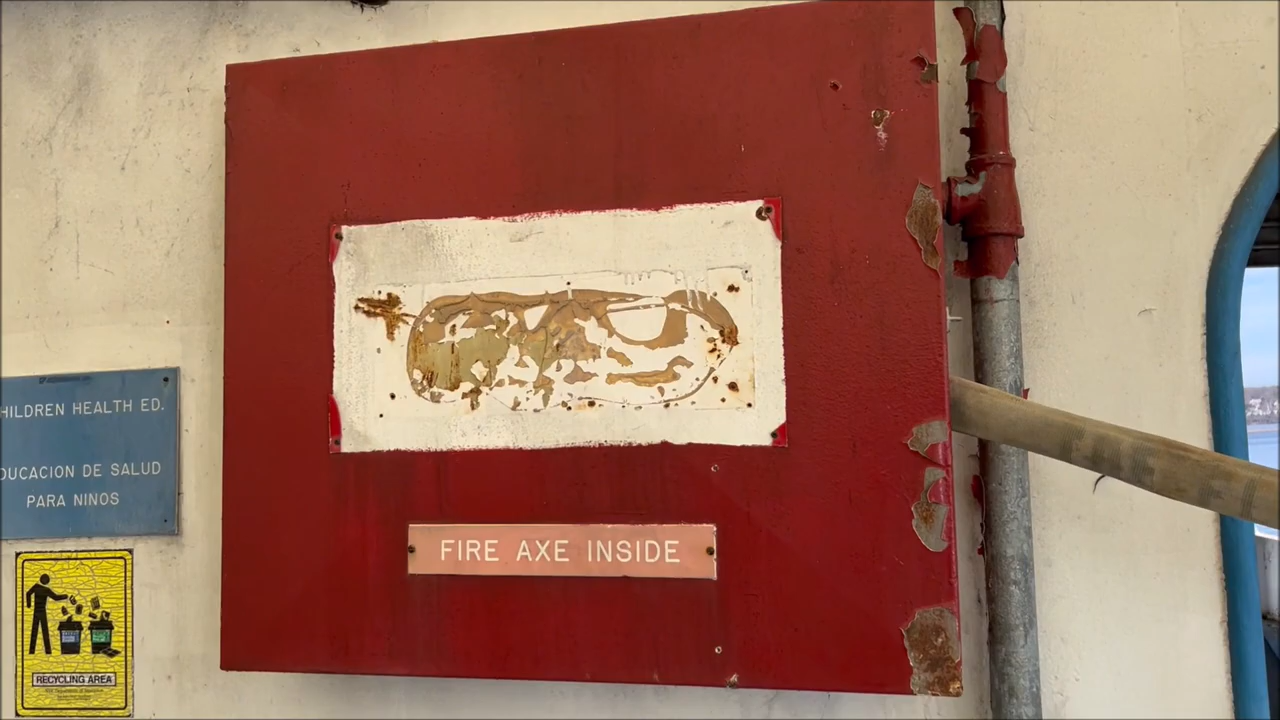 HILDREN HEALTH ED.
DUCACION DE SALUD
PARA NINOS
FIRE AXE INSIDE
RECYCLING AREA